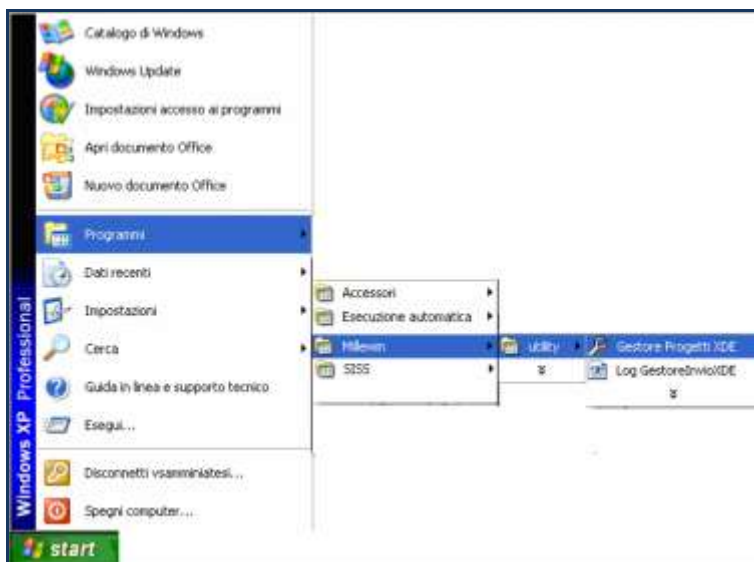 Catalogo di Windows
Windows Update
Impostazioni accesso ai programmi
Apri documento Office
Nuovo documento Office
Programmi
Dati recenti
Impostazioni
Cerca
Guida in linea e supporto tecnico
Esegui...
Disconnetti vsamminiatesi...
Spegni computer...
Windows XP Professional
start
Accessori
Esecuzione automatica
Millewin
SISS
utility
Gestore Progetti XDE
Log GestoreInvioXDE